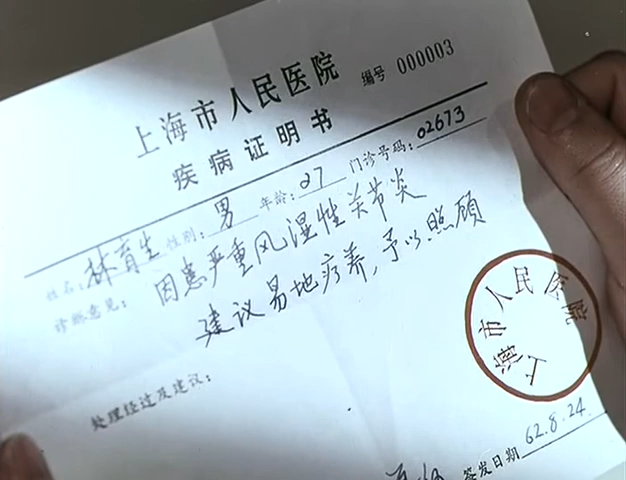 上海市人民医院
编号 000003
疾病证明书
姓名：林育生 性别：男 年龄：27 门诊号码：02673
诊断意见：因患严重风湿性关节炎
建议易地疗养，予以照顾
处理经过及建议：
上海市人民医院
签发日期 62.8.24.